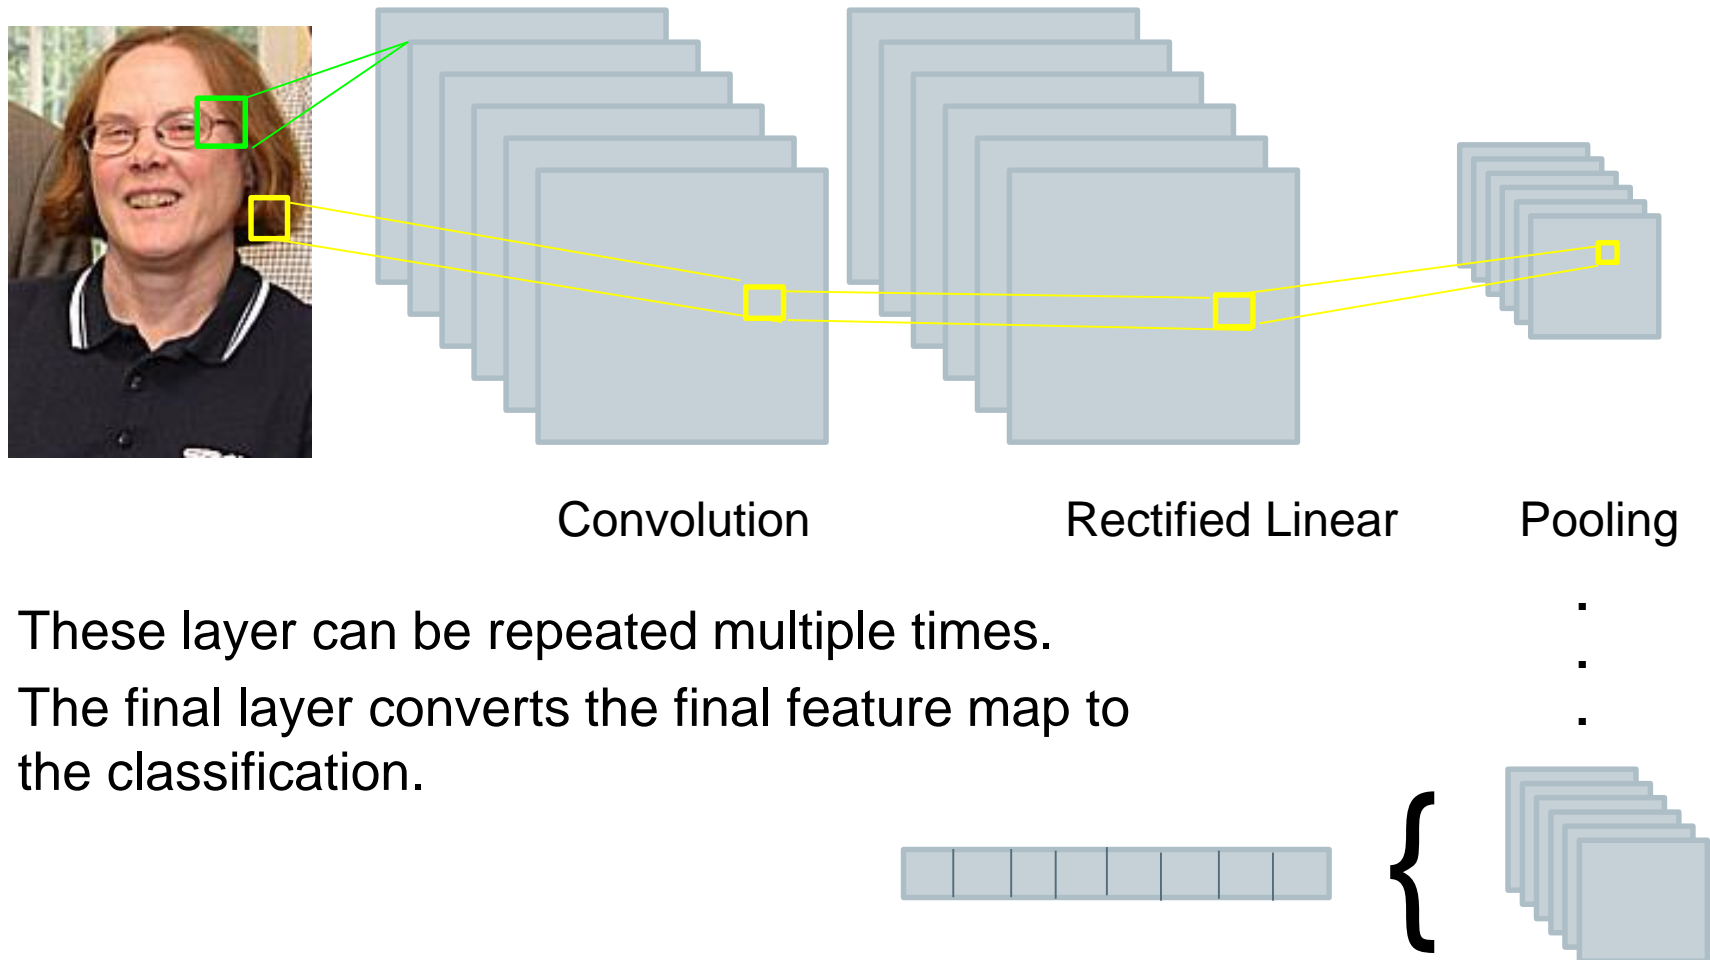 Convolution
Rectified Linear
Pooling
These layer can be repeated multiple times.
The final layer converts the final feature map to
the classification.
.
.
.
{